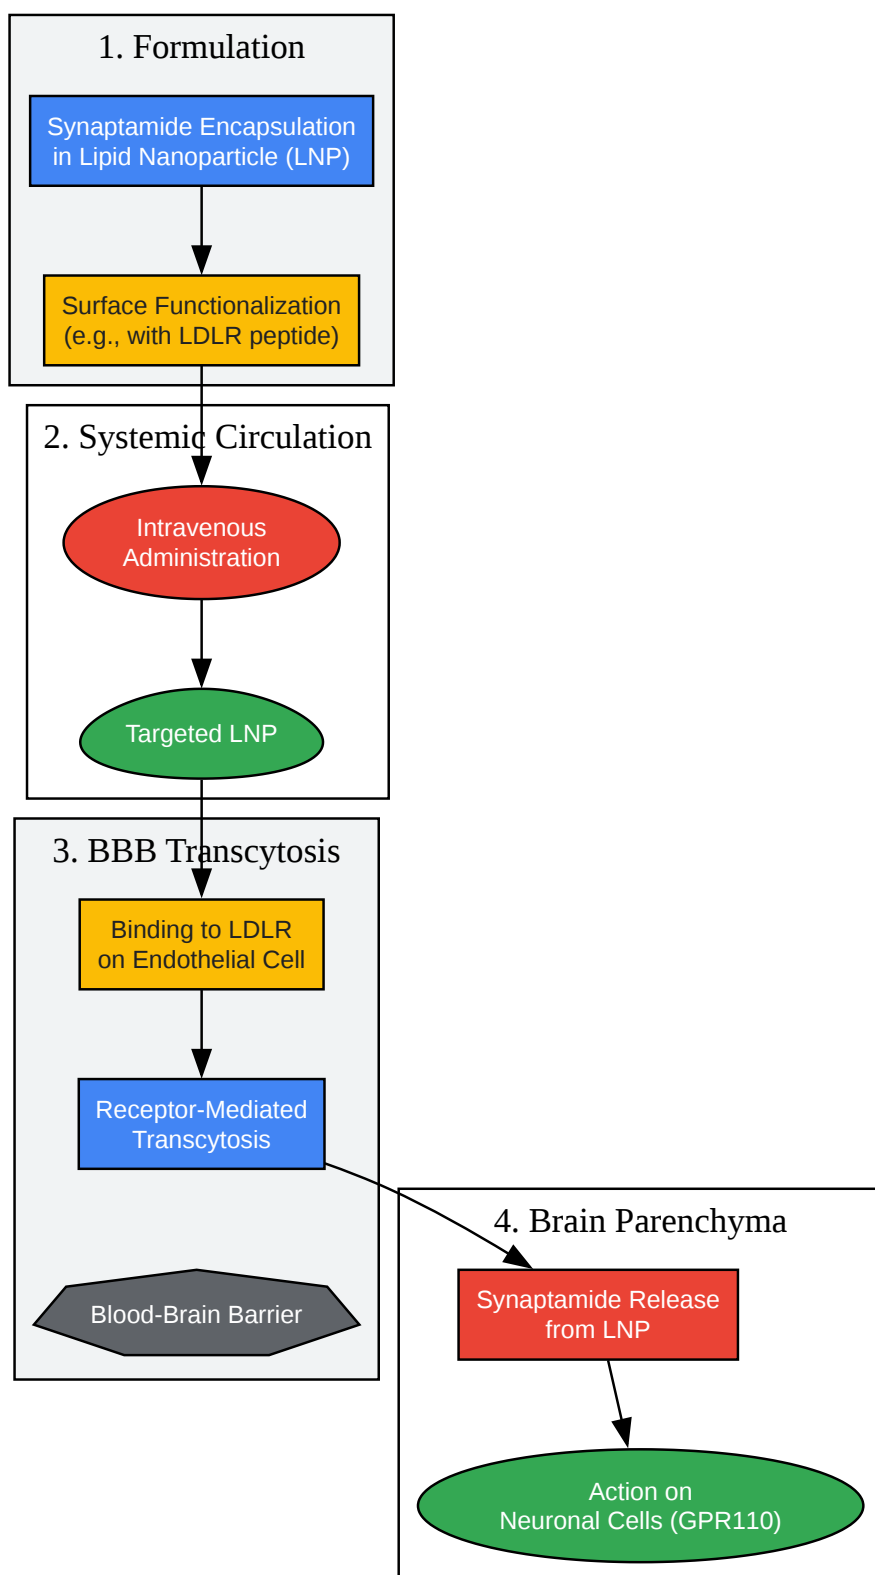 1. Formulation
Synaptamide Encapsulation
in Lipid Nanoparticle (LNP)
Surface Functionalization
(e.g., with LDLR peptide)
2. Systemic Circulation
Intravenous
Administration
Targeted LNP
3. BBB Transcytosis
Binding to LDLR
on Endothelial Cell
Receptor-Mediated
Transcytosis
Blood-Brain Barrier
4. Brain Parenchyma
Synaptamide Release
from LNP
Action on
Neuronal Cells (GPR110)